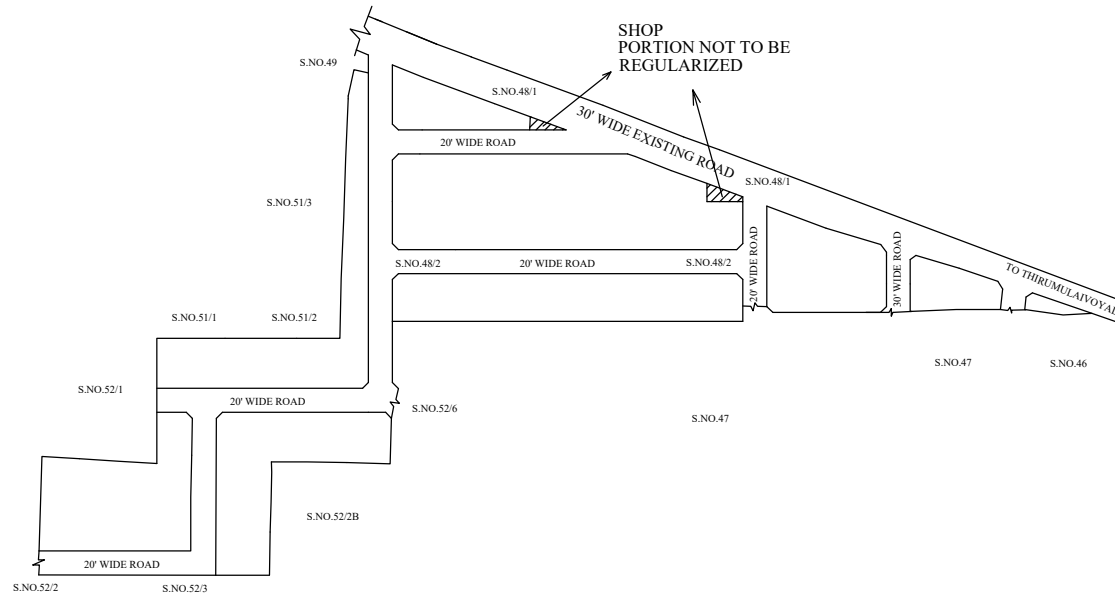 SHOP
PORTION NOT TO BE
REGULARIZED
S.NO.49
S.NO.48/1
30' WIDE EXISTING ROAD
20' WIDE ROAD
S.NO.48/1
S.NO.51/3
S.NO.48/2
20' WIDE ROAD
S.NO.48/2
20' WIDE ROAD
30' WIDE ROAD
TO THIRUMULAIVOYAL
S.NO.51/1
S.NO.51/2
S.NO.47
S.NO.46
S.NO.52/1
20' WIDE ROAD
S.NO.52/6
S.NO.47
S.NO.52/2B
20' WIDE ROAD
S.NO.52/2
S.NO.52/3